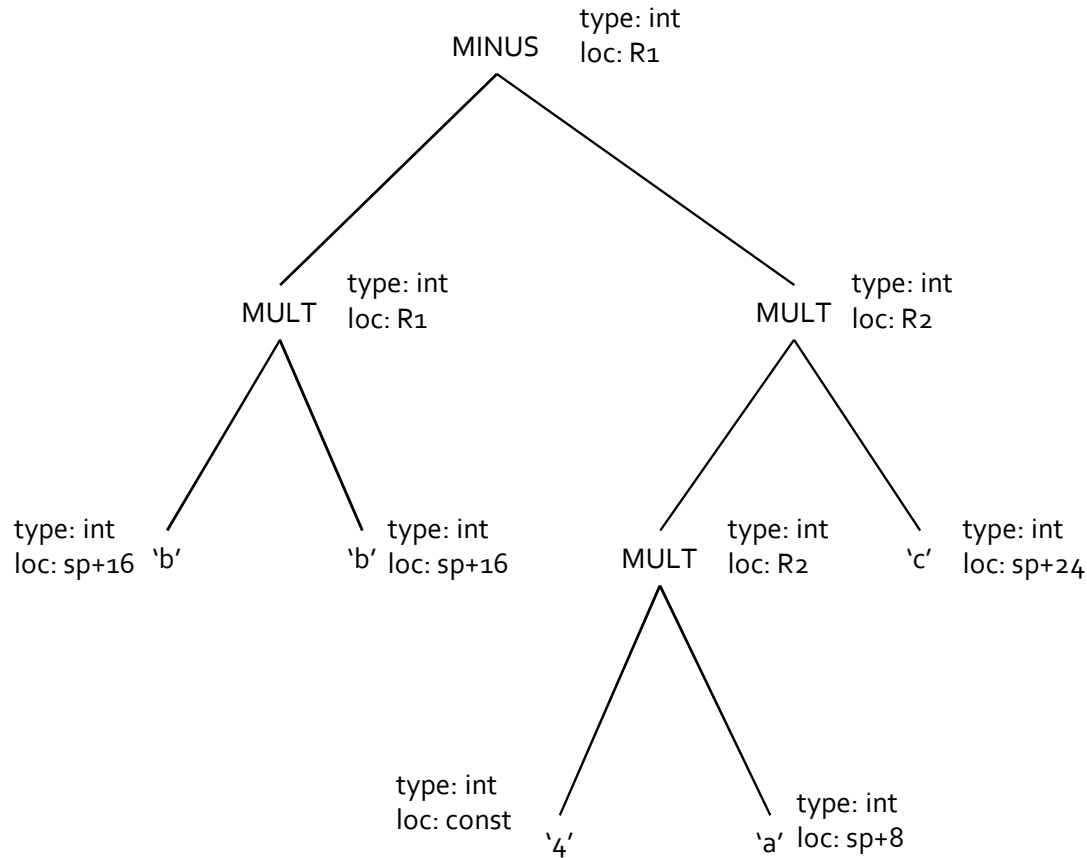 MINUS
type: int
loc: R1
MULT
type: int
loc: R1
MULT
type: int
loc: R2
type: int
loc: sp+16
‘b’
‘b’
type: int
loc: sp+16
MULT
type: int
loc: R2
‘c’
type: int
loc: sp+24
type: int
loc: const
‘4’
‘a’
type: int
loc: sp+8